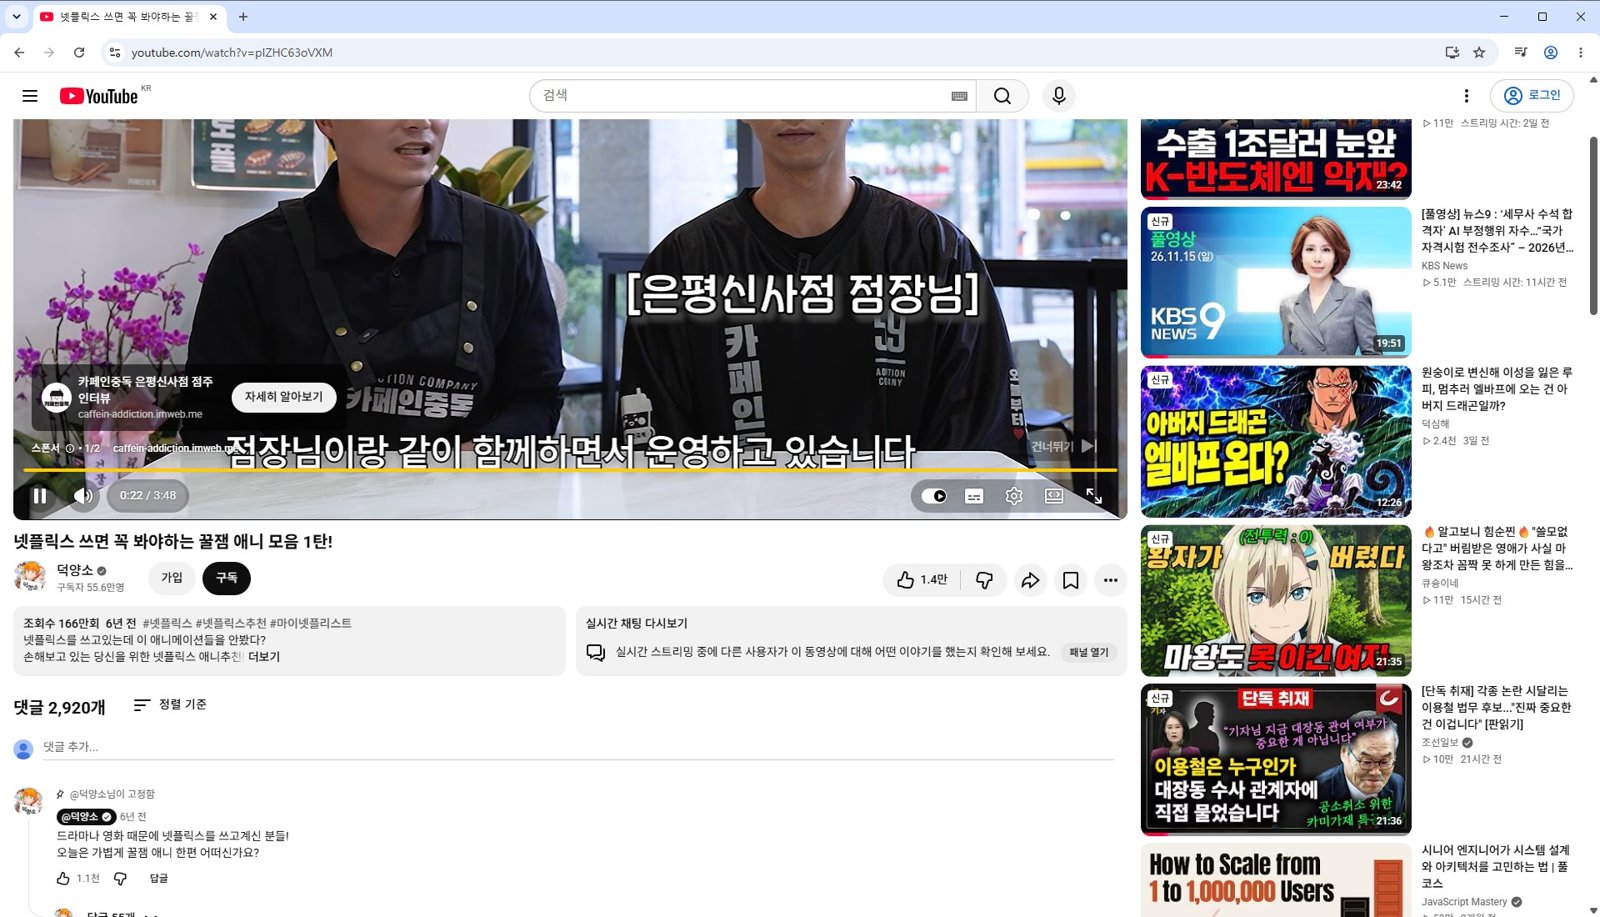 넷플릭스 쓰면 꼭 봐야하는 꿀잼
youtube.com/watch?v=pIZHC63oVXM
YouTube KR
검색
로그인
[은평신사점 점장님]
카페인중독
카페인중독 은평신사점 점주
인터뷰
caffein-addiction.imweb.me
자세히 알아보기
점장님이랑 같이 함께하면서 운영하고 있습니다
스폰서 · 1/2 caffein-addiction.imweb.me
건너뛰기
0:22 / 3:48
넷플릭스 쓰면 꼭 봐야하는 꿀잼 애니 모음 1탄!
덕양소
구독자 55.6만명
가입
구독
1.4만
조회수 166만회 6년 전 #넷플릭스 #넷플릭스추천 #마이넷플리스트
넷플릭스를 쓰고있는데 이 애니메이션들을 안봤다?
손해보고 있는 당신을 위한 넷플릭스 애니추천! 더보기
실시간 채팅 다시보기
실시간 스트리밍 중에 다른 사용자가 이 동영상에 대해 어떤 이야기를 했는지 확인해 보세요.
패널 열기
댓글 2,920개
정렬 기준
댓글 추가...
@덕양소님이 고정함
@덕양소 6년 전
드라마나 영화 때문에 넷플릭스를 쓰고계신 분들!
오늘은 가볍게 꿀잼 애니 한편 어떠신가요?
1.1천
답글
수출 1조달러 눈앞
K-반도체엔 악재?
23:42
11만 스트리밍 시간: 2일 전
신규
풀영상
26.11.15(일)
KBS NEWS 9
19:51
[풀영상] 뉴스9 : ‘세무사 수석 합
격자’ AI 부정행위 자수…“국가
자격시험 전수조사” – 2026년...
KBS News
5.1만 스트리밍 시간: 11시간 전
신규
아버지 드래곤
엘바프 온다?
12:26
원숭이로 변신해 이성을 잃은 루
피, 멈추러 엘바프에 오는 건 아
버지 드래곤일까?
덕심해
2.4천 3일 전
신규
(전투력 : 0)
황자가 버렸다
마왕도 못 이긴 여자
21:35
알고보니 힘순찐 "쓸모없
다고" 버림받은 영애가 사실 마
왕조차 꼼짝 못 하게 만든 힘을...
큐슝이네
11만 15시간 전
신규
단독 취재
"기자님 지금 대장동 관여 여부가
중요한 게 아닙니다"
이용철은 누구인가
대장동 수사 관계자에
직접 물었습니다
공소취소 위한
21:36
[단독 취재] 각종 논란 시달리는
이용철 법무 후보..."진짜 중요한
건 이겁니다" [판읽기]
조선일보
10만 21시간 전
How to Scale from
1 to 1,000,000 Users
시니어 엔지니어가 시스템 설계
와 아키텍처를 고민하는 법 | 풀
코스
JavaScript Mastery